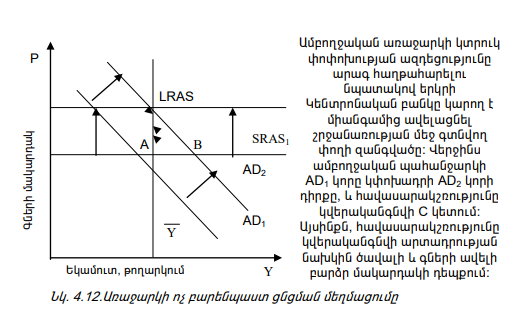 P
Գների մակարդակ
LRAS
A
B
SRAS1
AD2
AD1
Y
Եկամուտ, թողարկում
Y
Ամբողջական առաջարկի կտրուկ
փոփոխության ազդեցությունը
արագ հաղթահարելու
նպատակով երկրի
Կենտրոնական բանկը կարող է
միանգամից ավելացնել
շրջանառության մեջ գտնվող
փողի զանգվածը: Վերջինս
ամբողջական պահանջարկի
AD1 կորը կփոխադրի AD2 կորի
դիրքը, և հավասարակշռությունը
կվերականգնվի C կետում:
Այսինքն, հավասարակշռությունը
կվերականգնվի արտադրության
նախկին ծավալի և գների ավելի
բարձր մակարդակի դեպքում:
Նկ. 4.12.Առաջարկի ոչ բարենպաստ ցնցման մեղմացումը